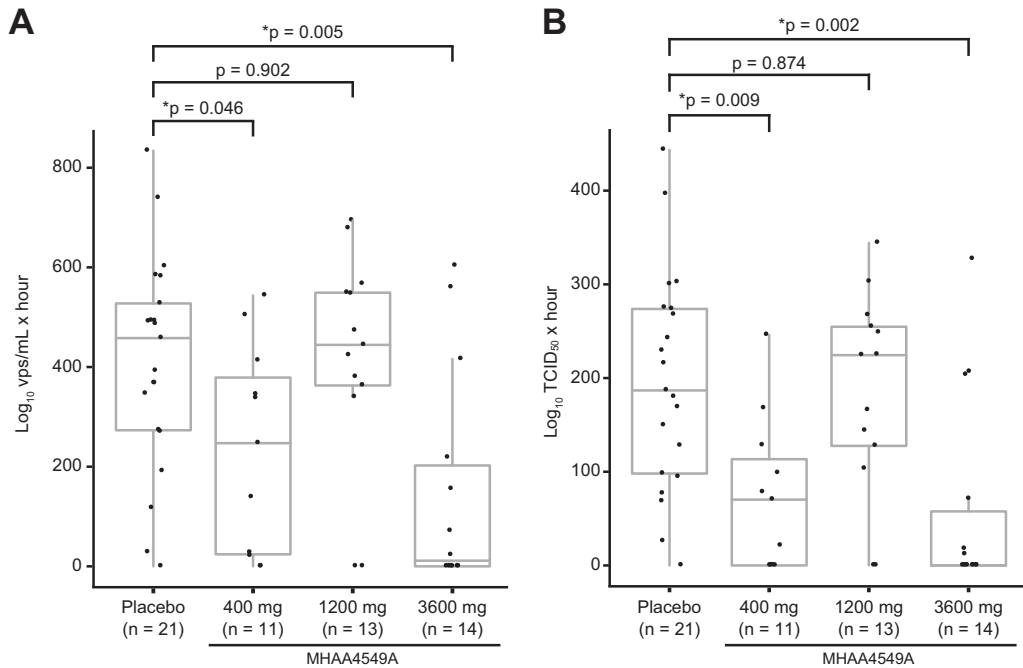 A
*p = 0.005
p = 0.902
*p = 0.046
Log₁₀ vps/mL x hour
800
600
400
200
0
Placebo 400 mg 1200 mg 3600 mg
(n = 21) (n = 11) (n = 13) (n = 14)
MHAA4549A
B
*p = 0.002
p = 0.874
*p = 0.009
Log₁₀ TCID₅₀ x hour
400
300
200
100
0
Placebo 400 mg 1200 mg 3600 mg
(n = 21) (n = 11) (n = 13) (n = 14)
MHAA4549A